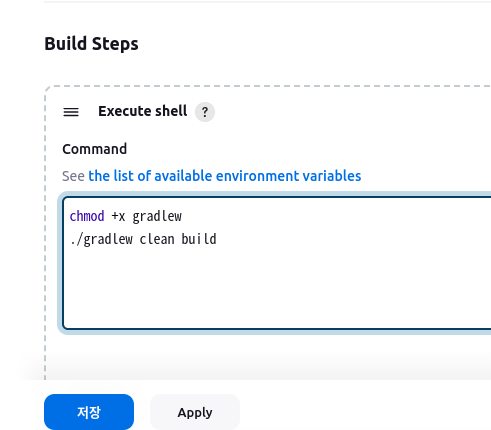 Build Steps
Execute shell ?
Command
See the list of available environment variables
chmod +x gradlew
./gradlew clean build
저장 Apply